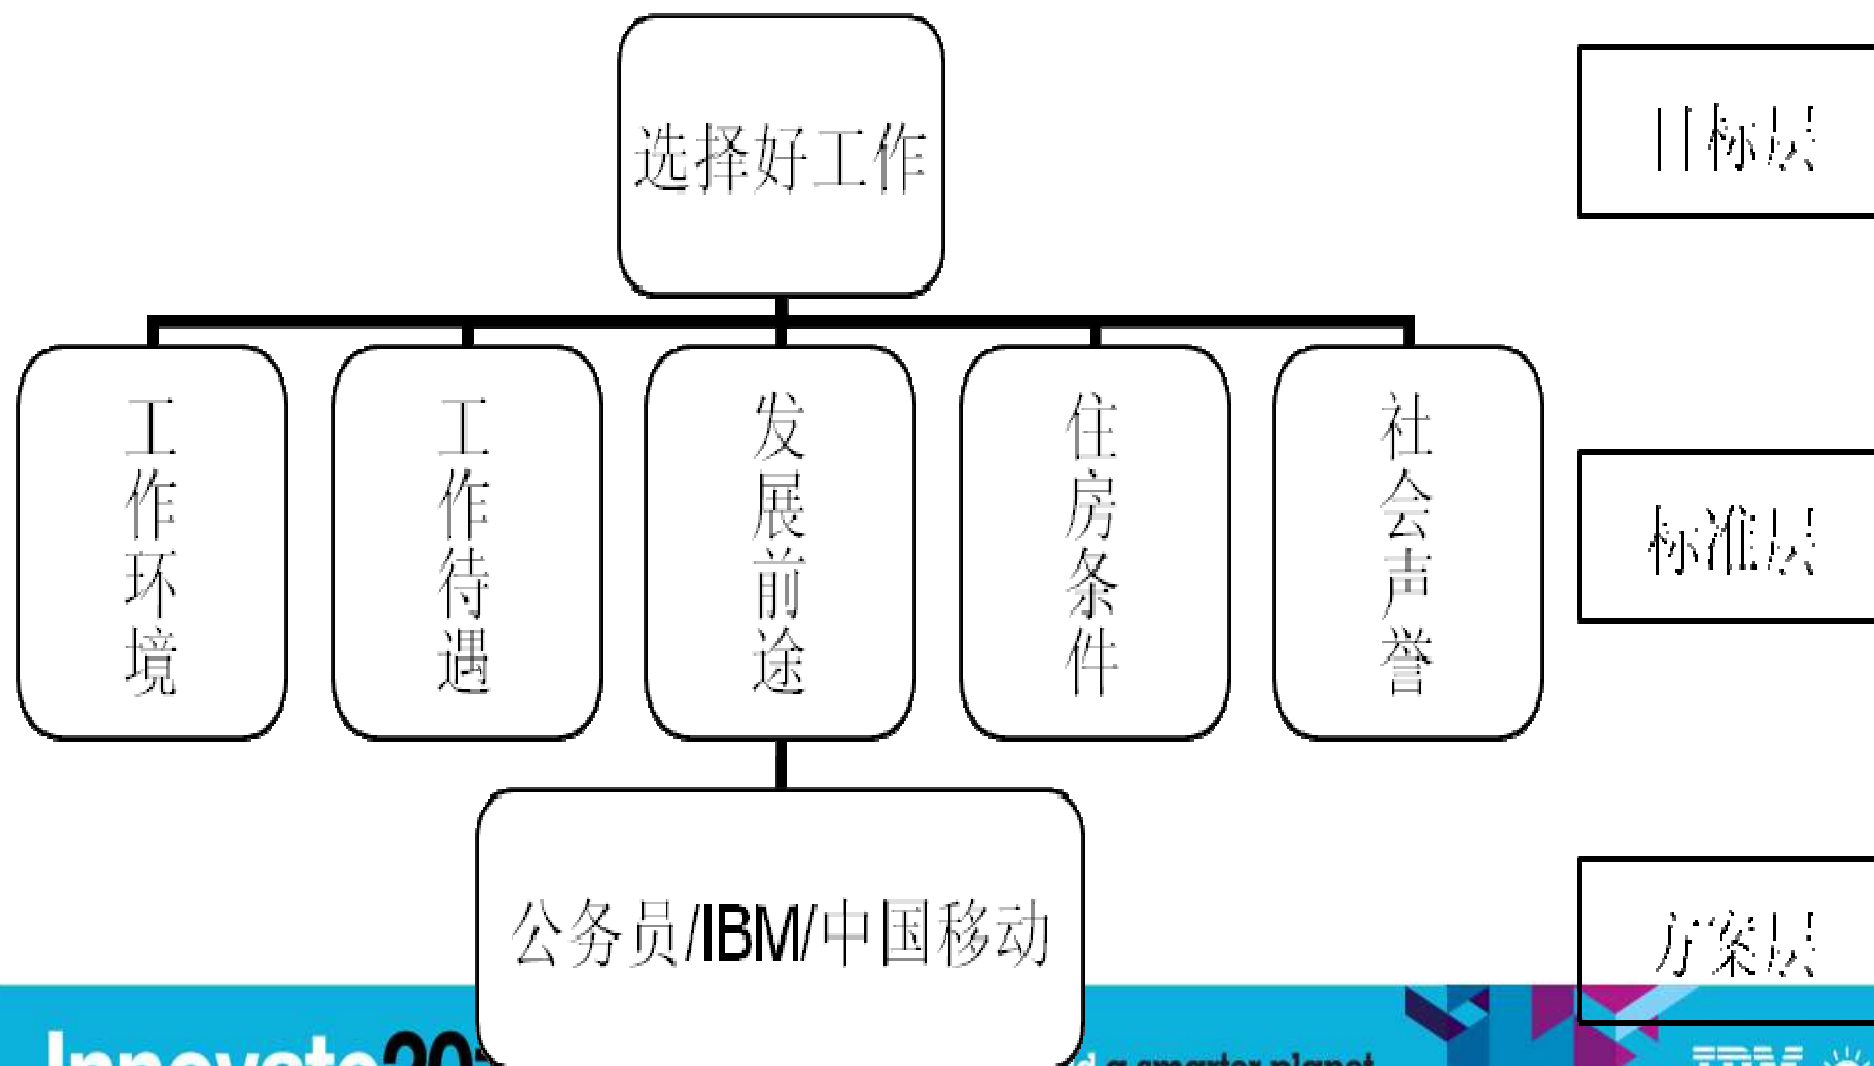 选择好工作
目标层
工作环境
工作待遇
发展前途
住房条件
社会声誉
标准层
公务员/IBM/中国移动
方案层
a smarter planet
IBM